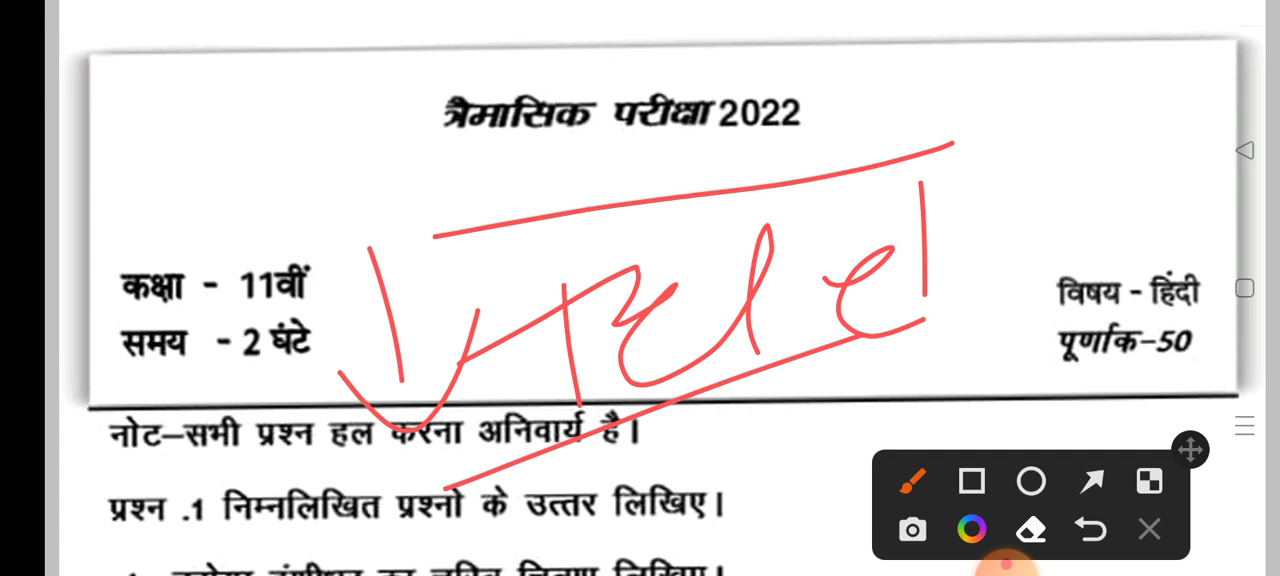 त्रैमासिक परीक्षा 2022
कक्षा - 11वीं
विषय - हिंदी
समय - 2 घंटे
पूर्णाक-50
नोट–सभी प्रश्न हल करना अनिवार्य है।
प्रश्न .1 निम्नलिखित प्रश्नो के उत्तर लिखिए।
लिखिए।